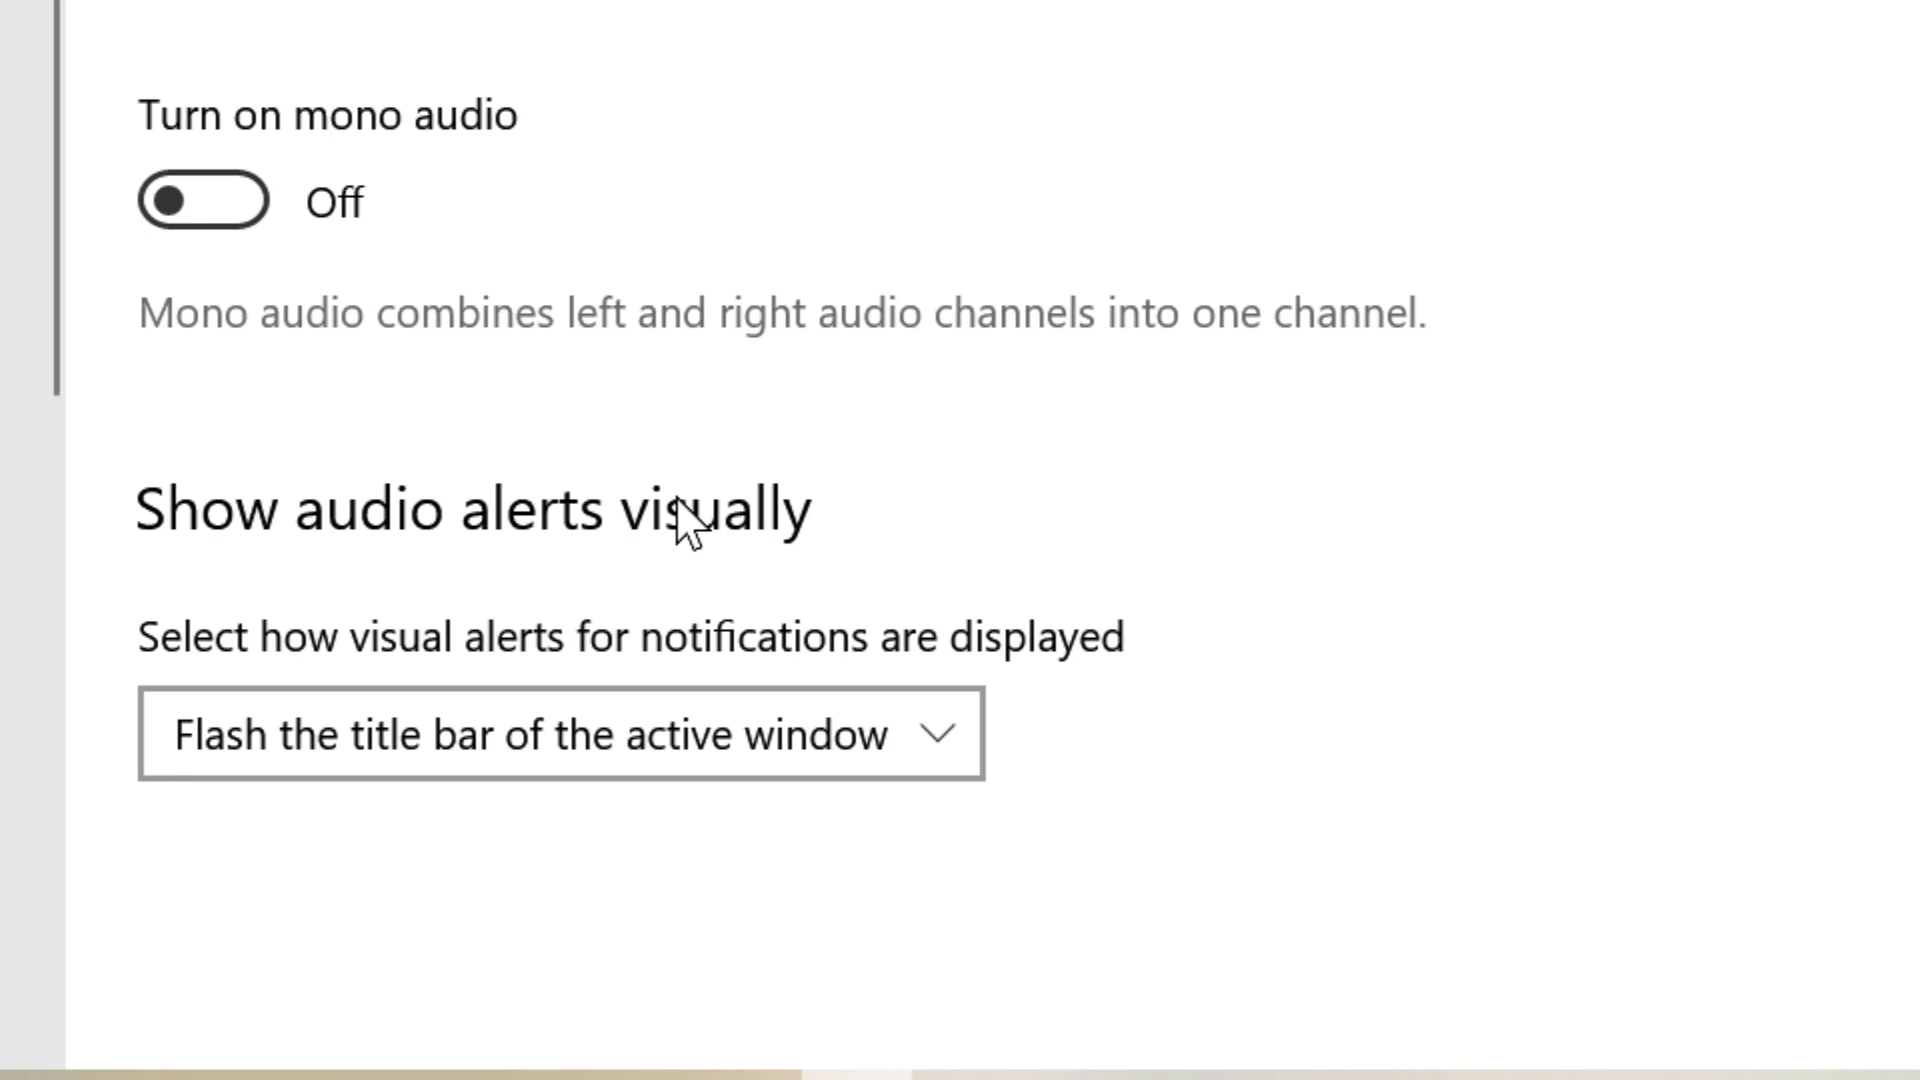 Turn on mono audio
Off
Mono audio combines left and right audio channels into one channel.
Show audio alerts visually
Select how visual alerts for notifications are displayed
Flash the title bar of the active window